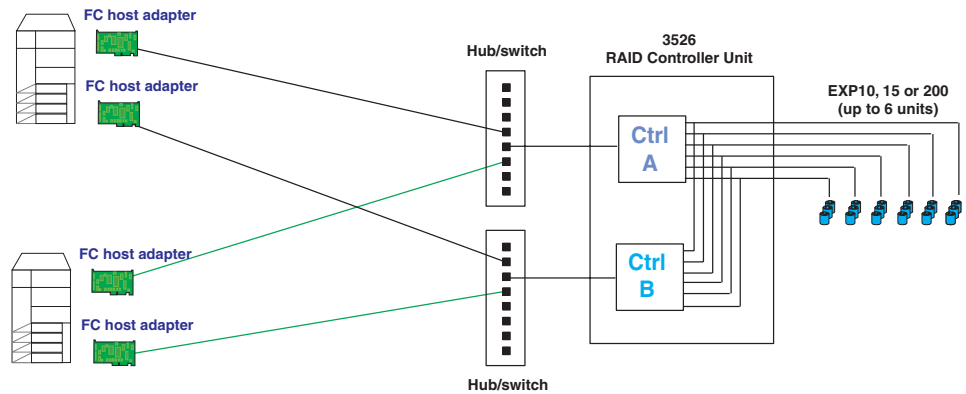 FC host adapter
FC host adapter
Hub/switch
3526
RAID Controller Unit
EXP10, 15 or 200
(up to 6 units)
Ctrl
A
Ctrl
B
FC host adapter
FC host adapter
Hub/switch